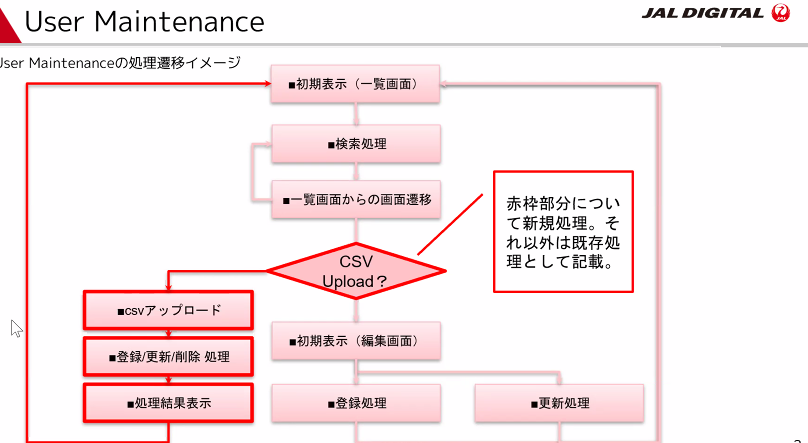 User Maintenance
JAL DIGITAL
User Maintenanceの処理遷移イメージ
■初期表示（一覧画面）
■検索処理
■一覧画面からの画面遷移
赤枠部分につい
て新規処理。そ
れ以外は既存処
理として記載。
CSV
Upload？
■csvアップロード
■初期表示（編集画面）
■登録/更新/削除 処理
■処理結果表示
■登録処理
■更新処理